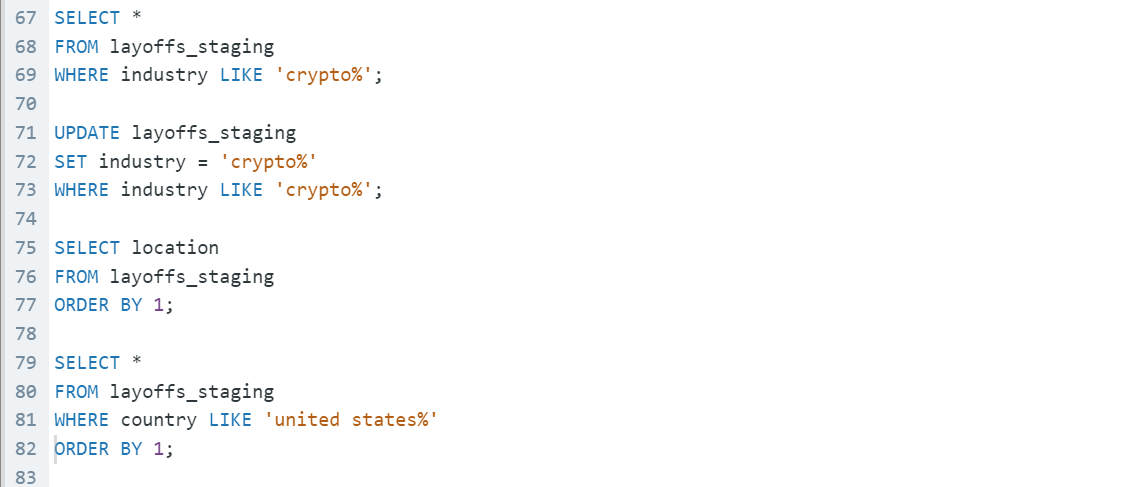 67 SELECT *
68 FROM layoffs_staging
69 WHERE industry LIKE 'crypto%';
70
71 UPDATE layoffs_staging
72 SET industry = 'crypto%'
73 WHERE industry LIKE 'crypto%';
74
75 SELECT location
76 FROM layoffs_staging
77 ORDER BY 1;
78
79 SELECT *
80 FROM layoffs_staging
81 WHERE country LIKE 'united states%'
82 ORDER BY 1;
83